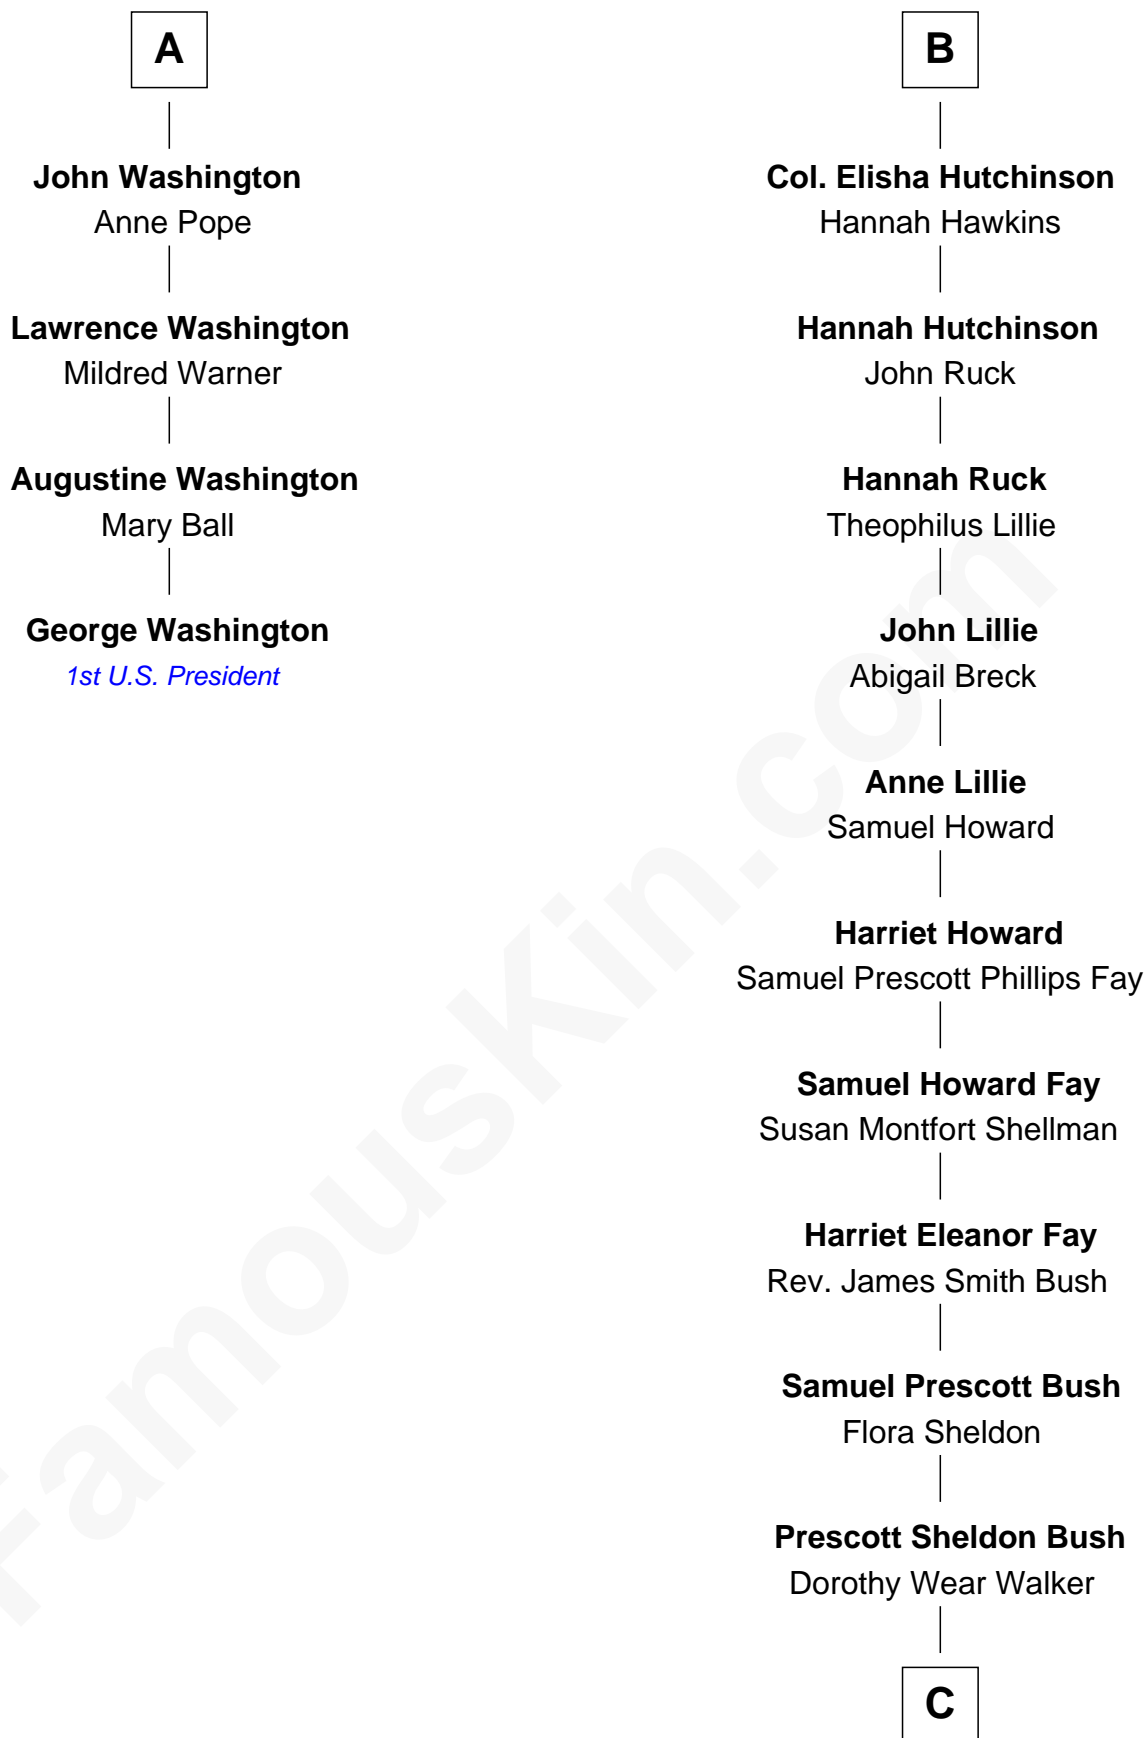 A
John Washington
Anne Pope
Lawrence Washington
Mildred Warner
Augustine Washington
Mary Ball
George Washington
1st U.S. President
B
Col. Elisha Hutchinson
Hannah Hawkins
Hannah Hutchinson
John Ruck
Hannah Ruck
Theophilus Lillie
John Lillie
Abigail Breck
Anne Lillie
Samuel Howard
Harriet Howard
Samuel Prescott Phillips Fay
Samuel Howard Fay
Susan Montfort Shellman
Harriet Eleanor Fay
Rev. James Smith Bush
Samuel Prescott Bush
Flora Sheldon
Prescott Sheldon Bush
Dorothy Wear Walker
C
FamousKin.com